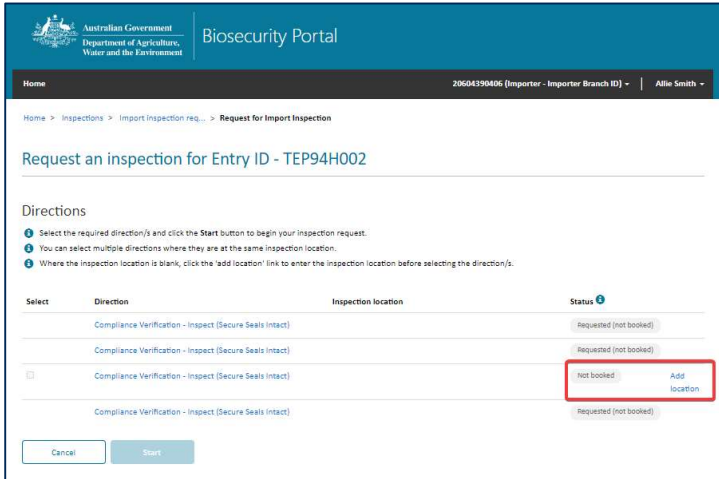 Australian Government
Department of Agriculture,
Water and the Environment
Biosecurity Portal
Home
20604390406 (Importer - Importer Branch ID)
Allie Smith
Home > Inspections > Import inspection req... > Request for Import Inspection
Request an inspection for Entry ID - TEP94H002
Directions
Select the required direction/s and click the Start button to begin your inspection request.
You can select multiple directions where they are at the same inspection location.
Where the inspection location is blank, click the 'add location' link to enter the inspection location before selecting the direction/s.
Select Direction Inspection location Status
Compliance Verification - Inspect (Secure Seals Intact) Requested (not booked)
Compliance Verification - Inspect (Secure Seals Intact) Requested (not booked)
Compliance Verification - Inspect (Secure Seals Intact) Not booked Add
location
Compliance Verification - Inspect (Secure Seals Intact) Requested (not booked)
Cancel Start